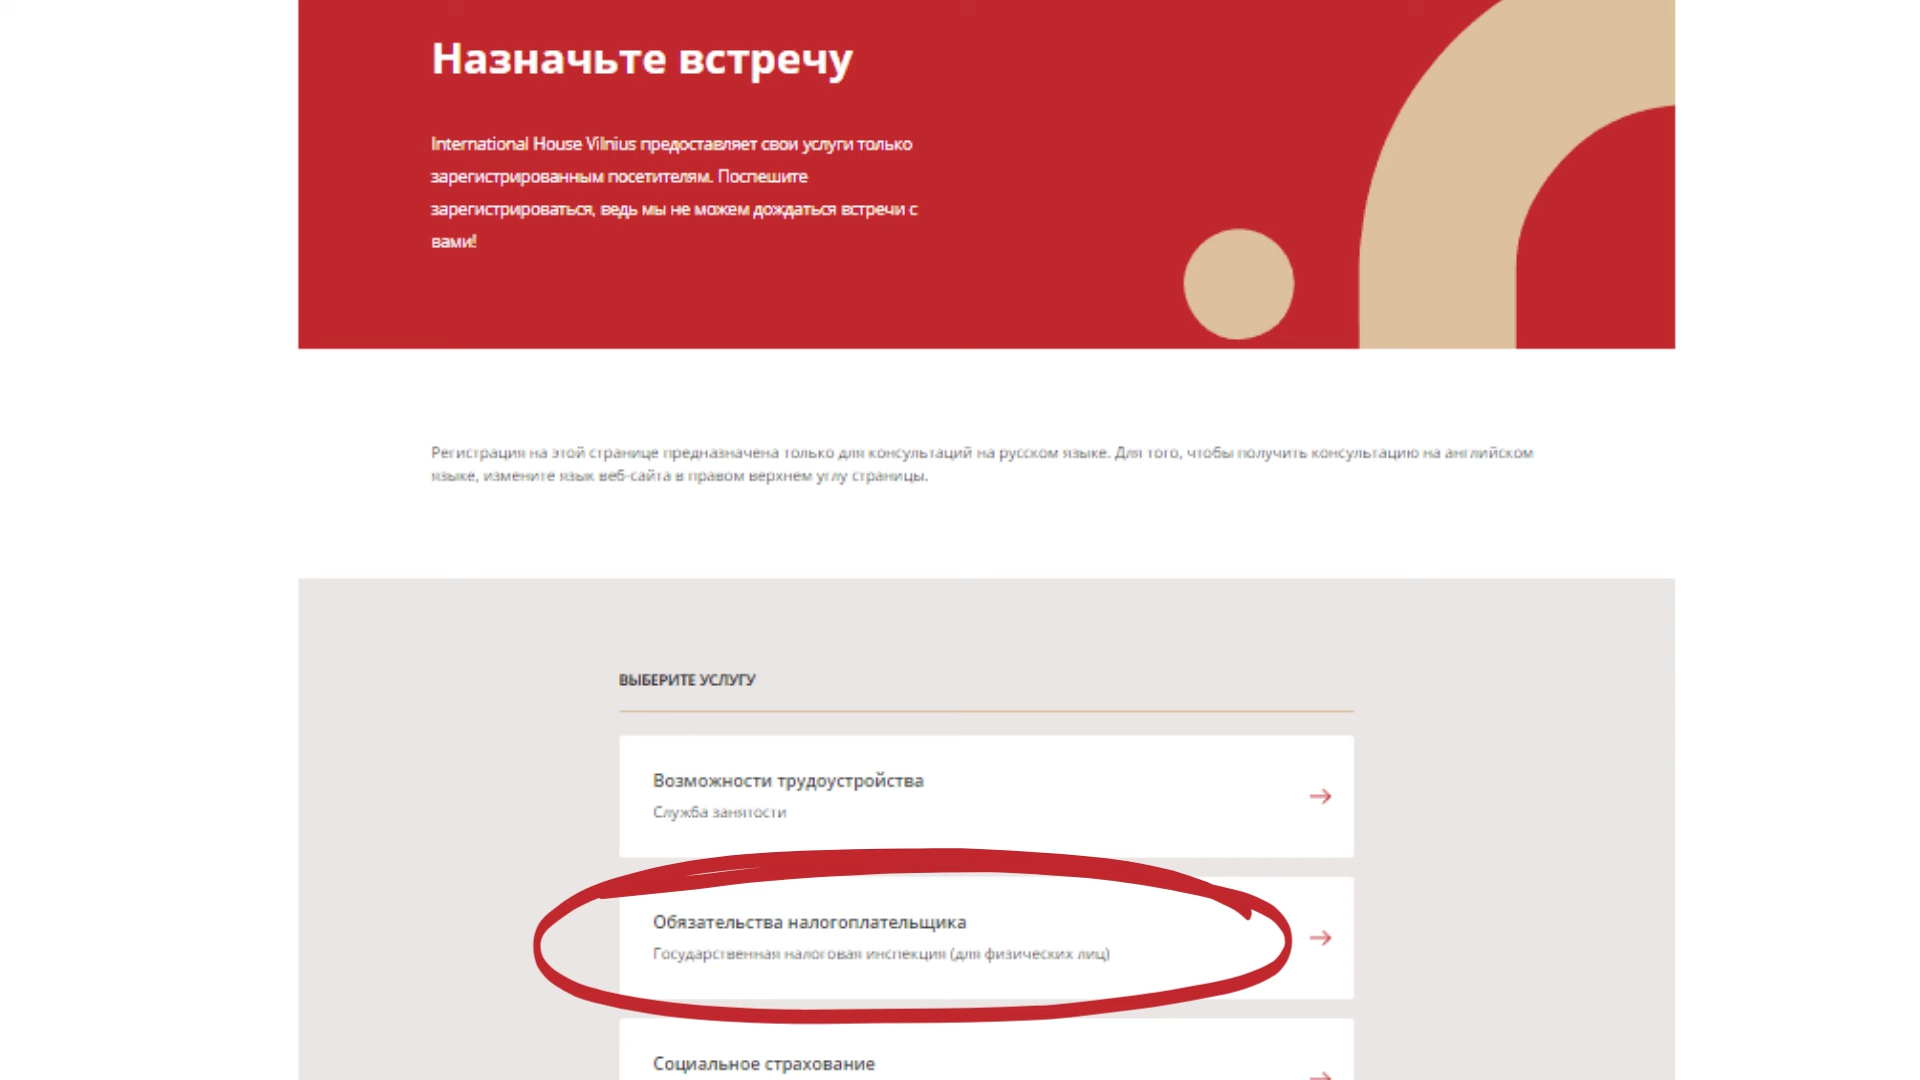 Назначьте встречу
International House Vilnius предоставляет свои услуги только
зарегистрированным посетителям. Поспешите
зарегистрироваться, ведь мы не можем дождаться встречи с
вами!
Регистрация на этой странице предназначена только для консультаций на русском языке. Для того, чтобы получить консультацию на английском
языке, измените язык веб-сайта в правом верхнем углу страницы.
ВЫБЕРИТЕ УСЛУГУ
Возможности трудоустройства
Служба занятости
Обязательства налогоплательщика
Государственная налоговая инспекция (для физических лиц)
Социальное страхование